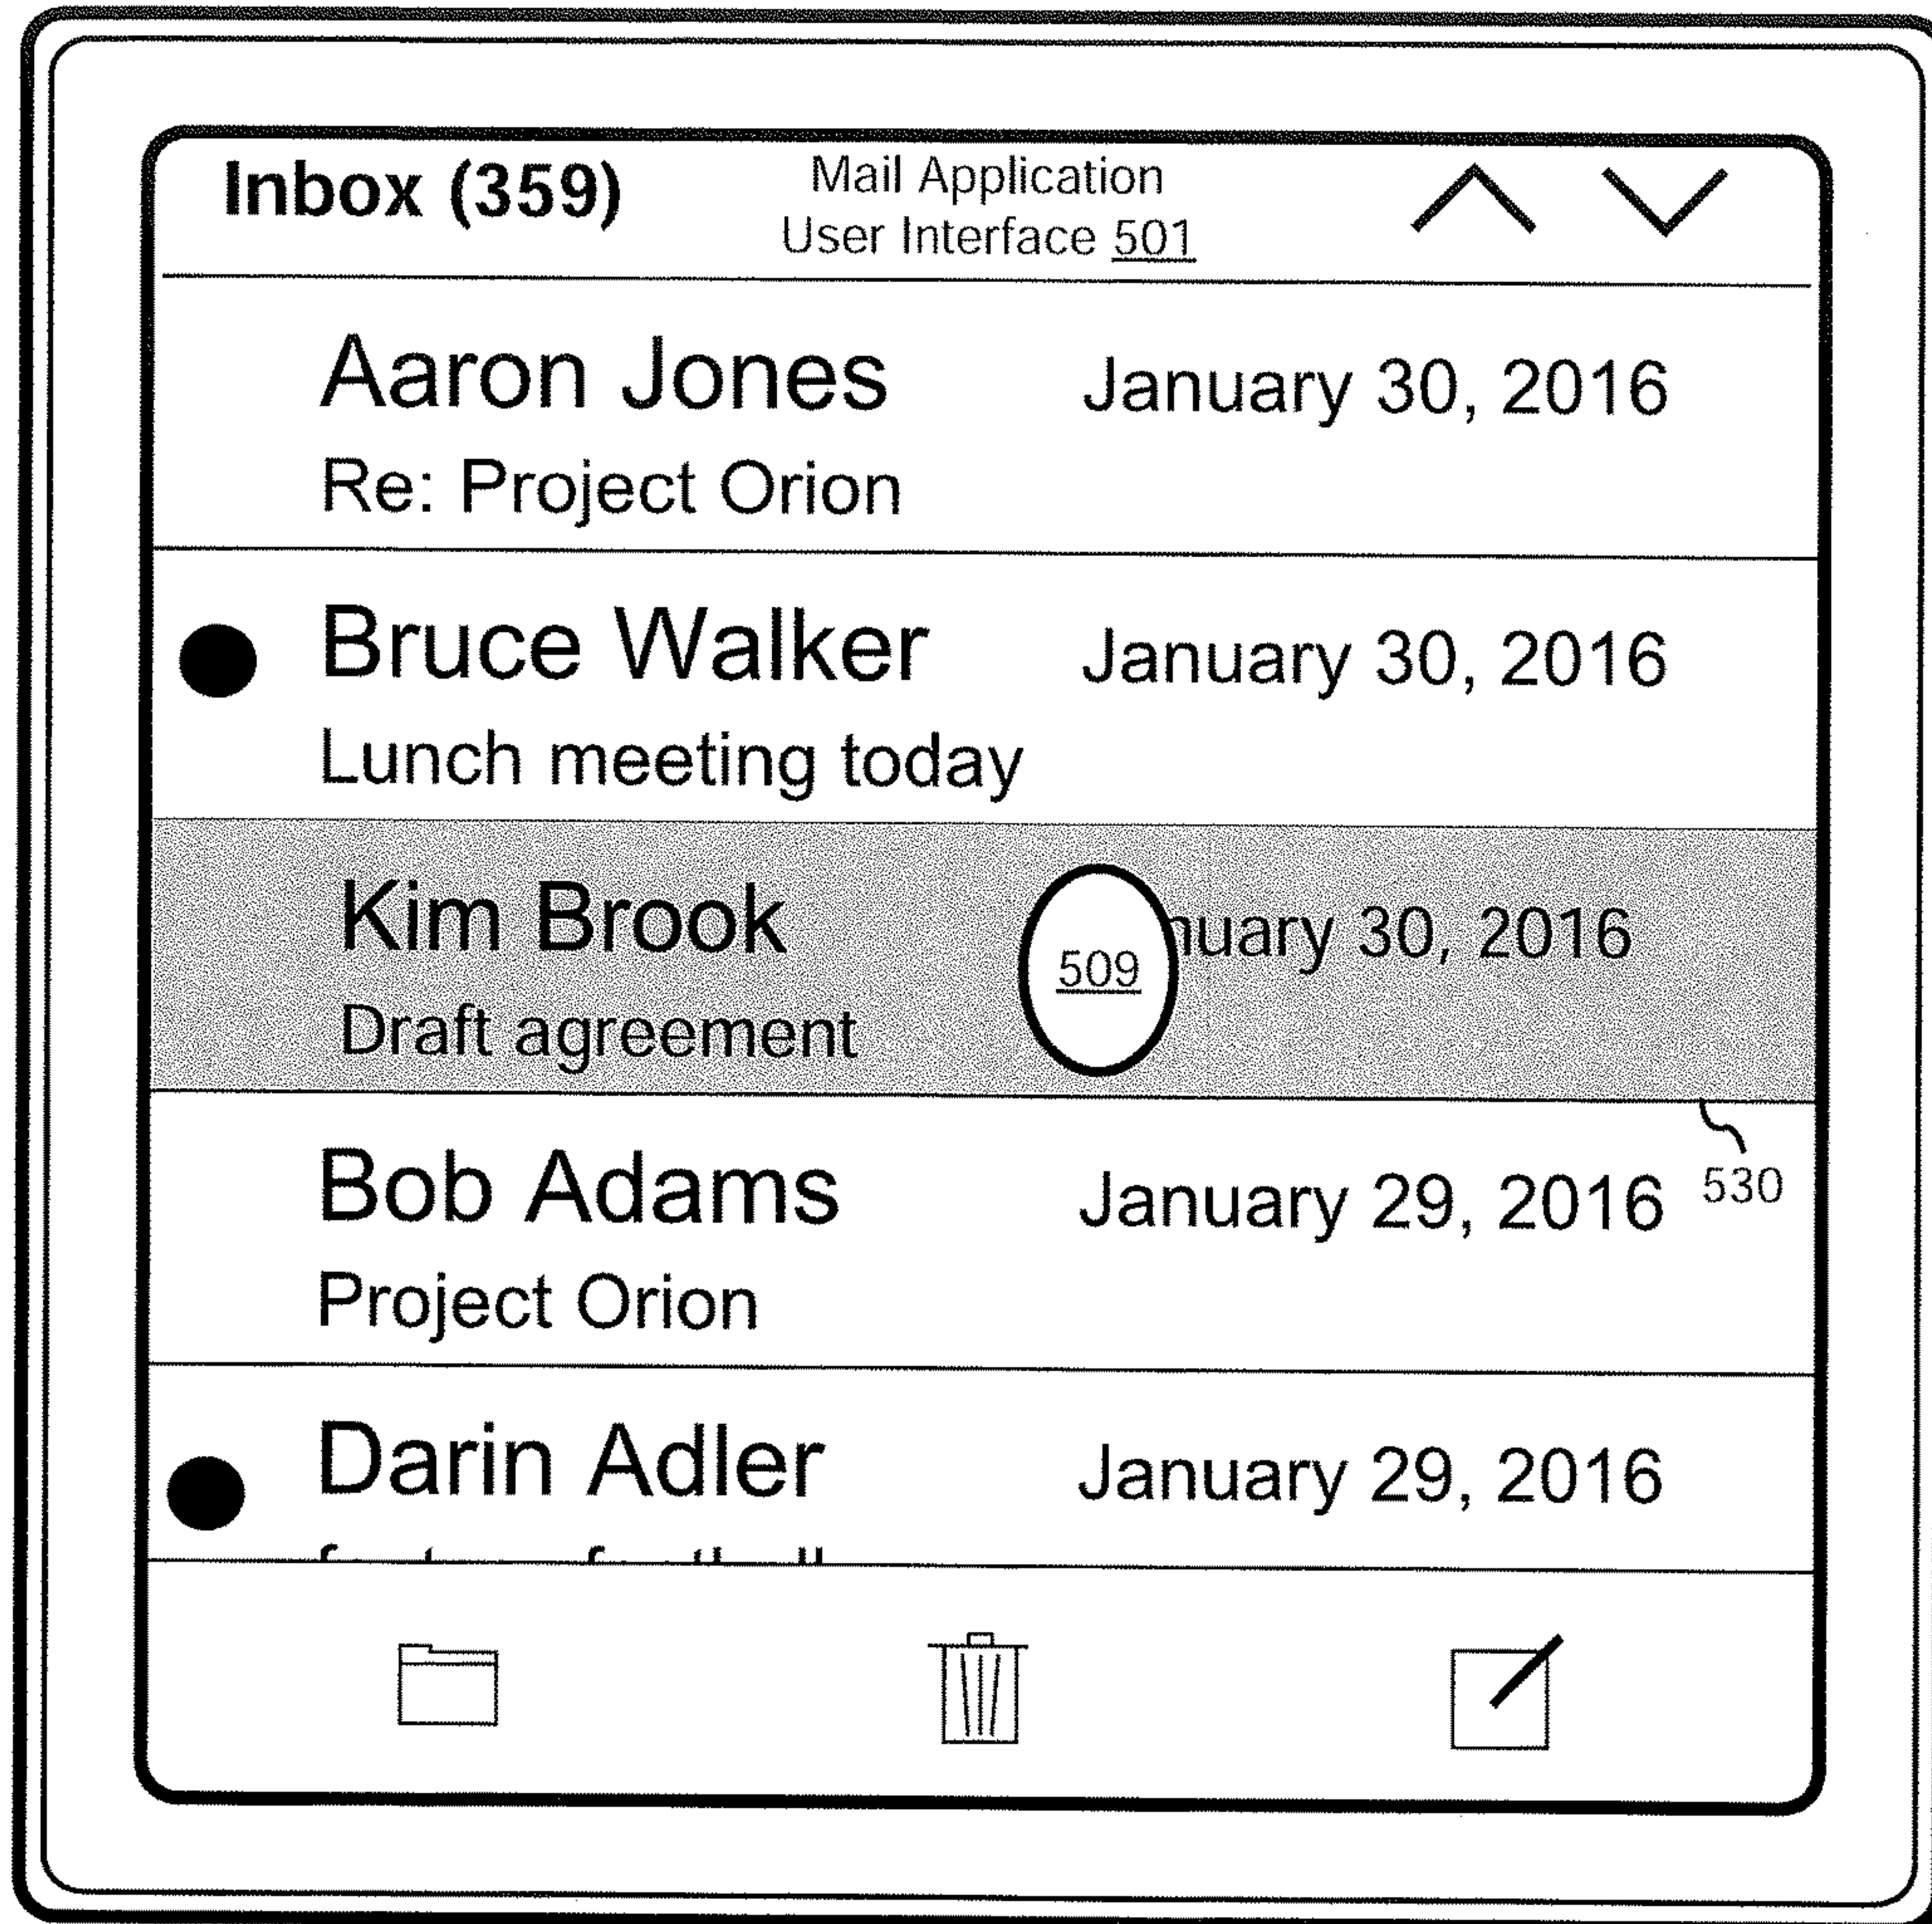 Inbox (359)
Mail Application
User Interface 501
Aaron Jones January 30, 2016
Re: Project Orion
Bruce Walker January 30, 2016
Lunch meeting today
Kim Brook nuary 30, 2016
509
Draft agreement
Bob Adams January 29, 2016
530
Project Orion
Darin Adler January 29, 2016